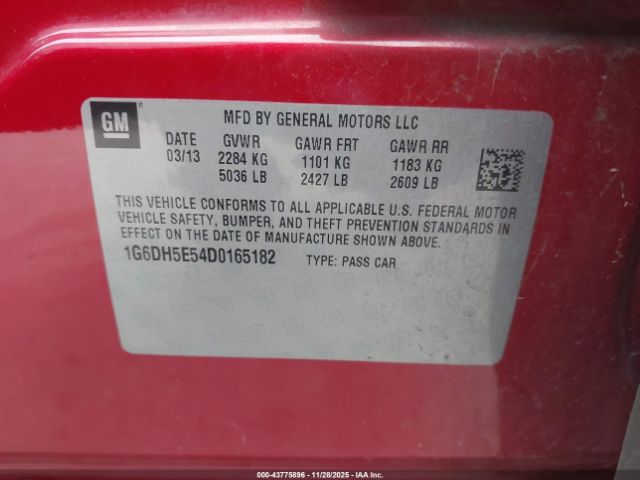 GM
MFD BY GENERAL MOTORS LLC
DATE GVWR GAWR FRT GAWR RR
03/13 2284 KG 1101 KG 1183 KG
5036 LB 2427 LB 2609 LB
THIS VEHICLE CONFORMS TO ALL APPLICABLE U.S. FEDERAL MOTOR
VEHICLE SAFETY, BUMPER, AND THEFT PREVENTION STANDARDS IN
EFFECT ON THE DATE OF MANUFACTURE SHOWN ABOVE.
1G6DH5E54D0165182 TYPE: PASS CAR
000-43775896 - 11/28/2025 - IAA, Inc.